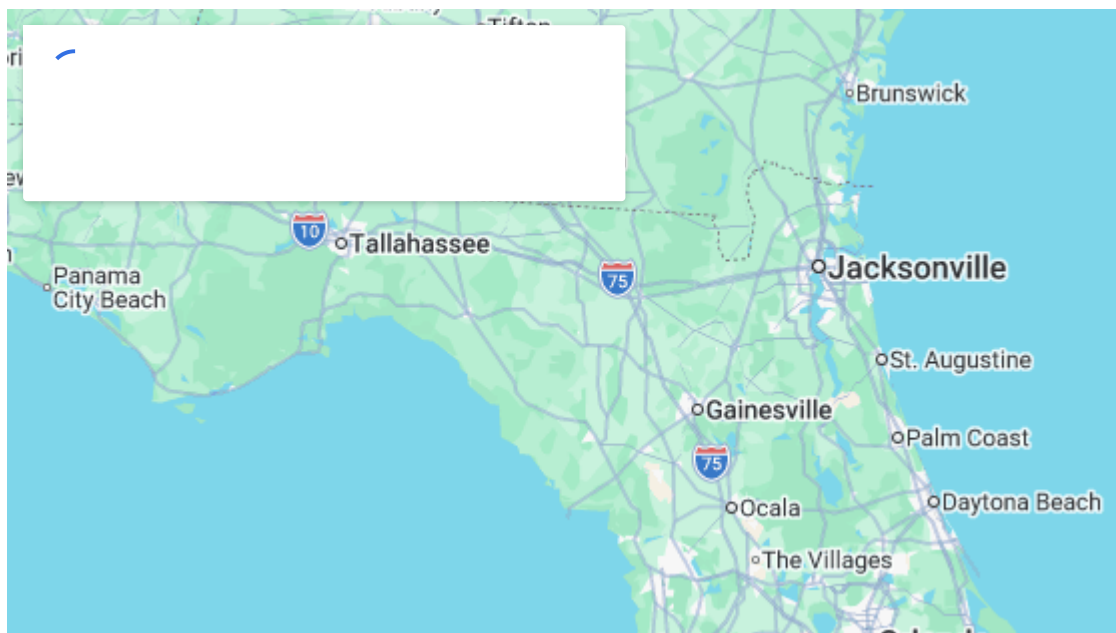 Tifton
Brunswick
10
Tallahassee
75
Jacksonville
Panama
City Beach
St. Augustine
Gainesville
Palm Coast
75
Ocala
Daytona Beach
The Villages